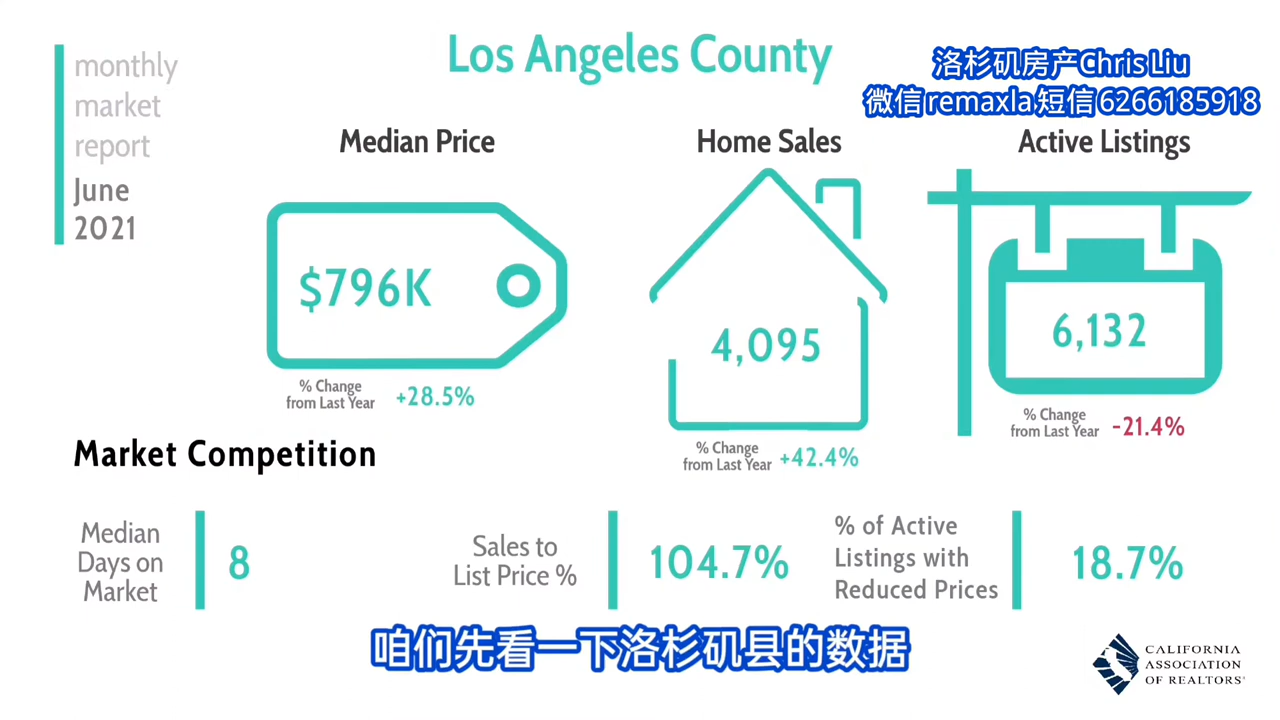 monthly
market
report
June
2021
Los Angeles County
洛杉矶房产Chris Liu
微信remaxla短信6266185918
Median Price
$796K
% Change
from Last Year
+28.5%
Home Sales
4,095
% Change
from Last Year
+42.4%
Active Listings
6,132
% Change
from Last Year
-21.4%
Market Competition
Median
Days on
Market
8
Sales to
List Price %
104.7%
% of Active
Listings with
Reduced Prices
18.7%
咱们先看一下洛杉矶县的数据
CALIFORNIA
ASSOCIATION
OF REALTORS®